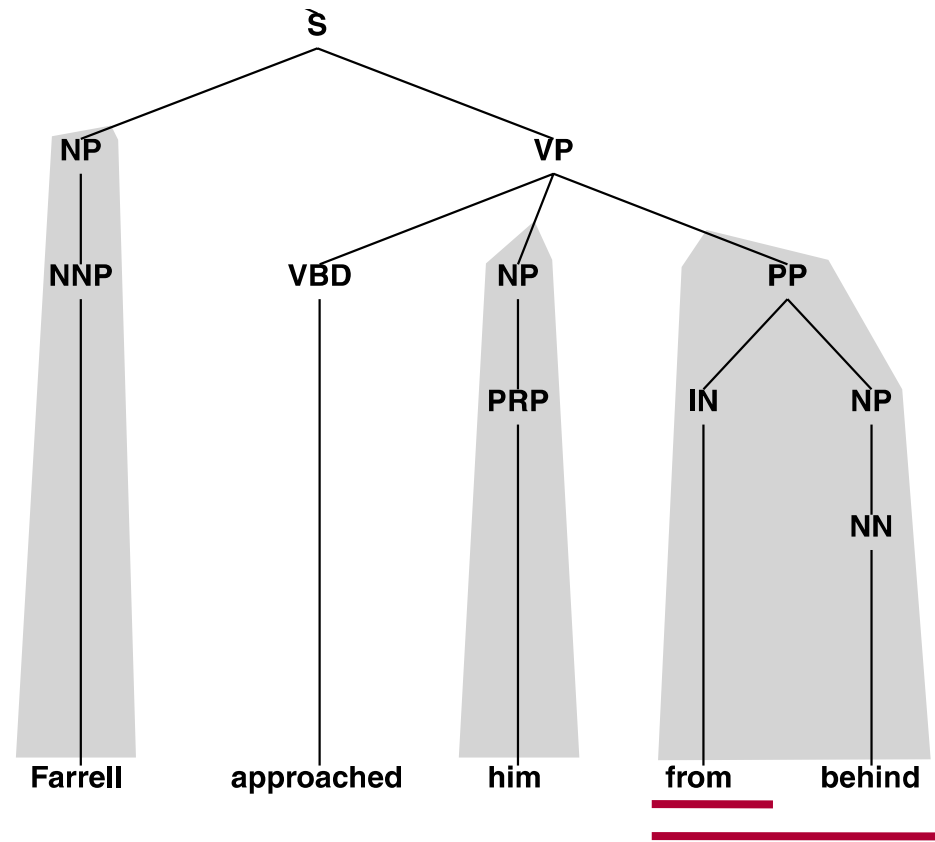 S
NP VP
NNP VBD NP PP
PRP IN NP
NN
Farrell approached him from behind